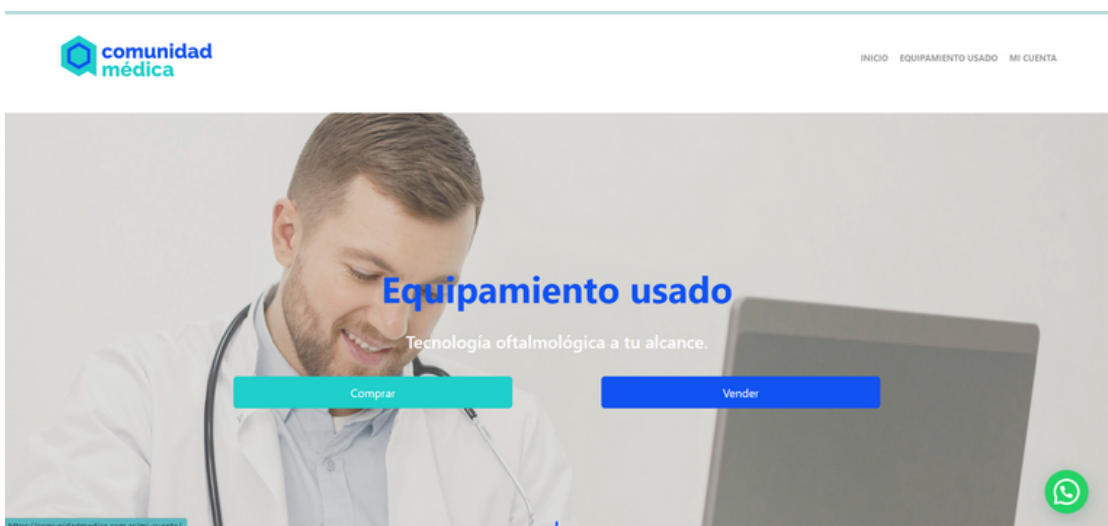 comunidad
médica
INICIO EQUIPAMIENTO USADO MI CUENTA
Equipamiento usado
Tecnología oftalmológica a tu alcance.
Comprar Vender